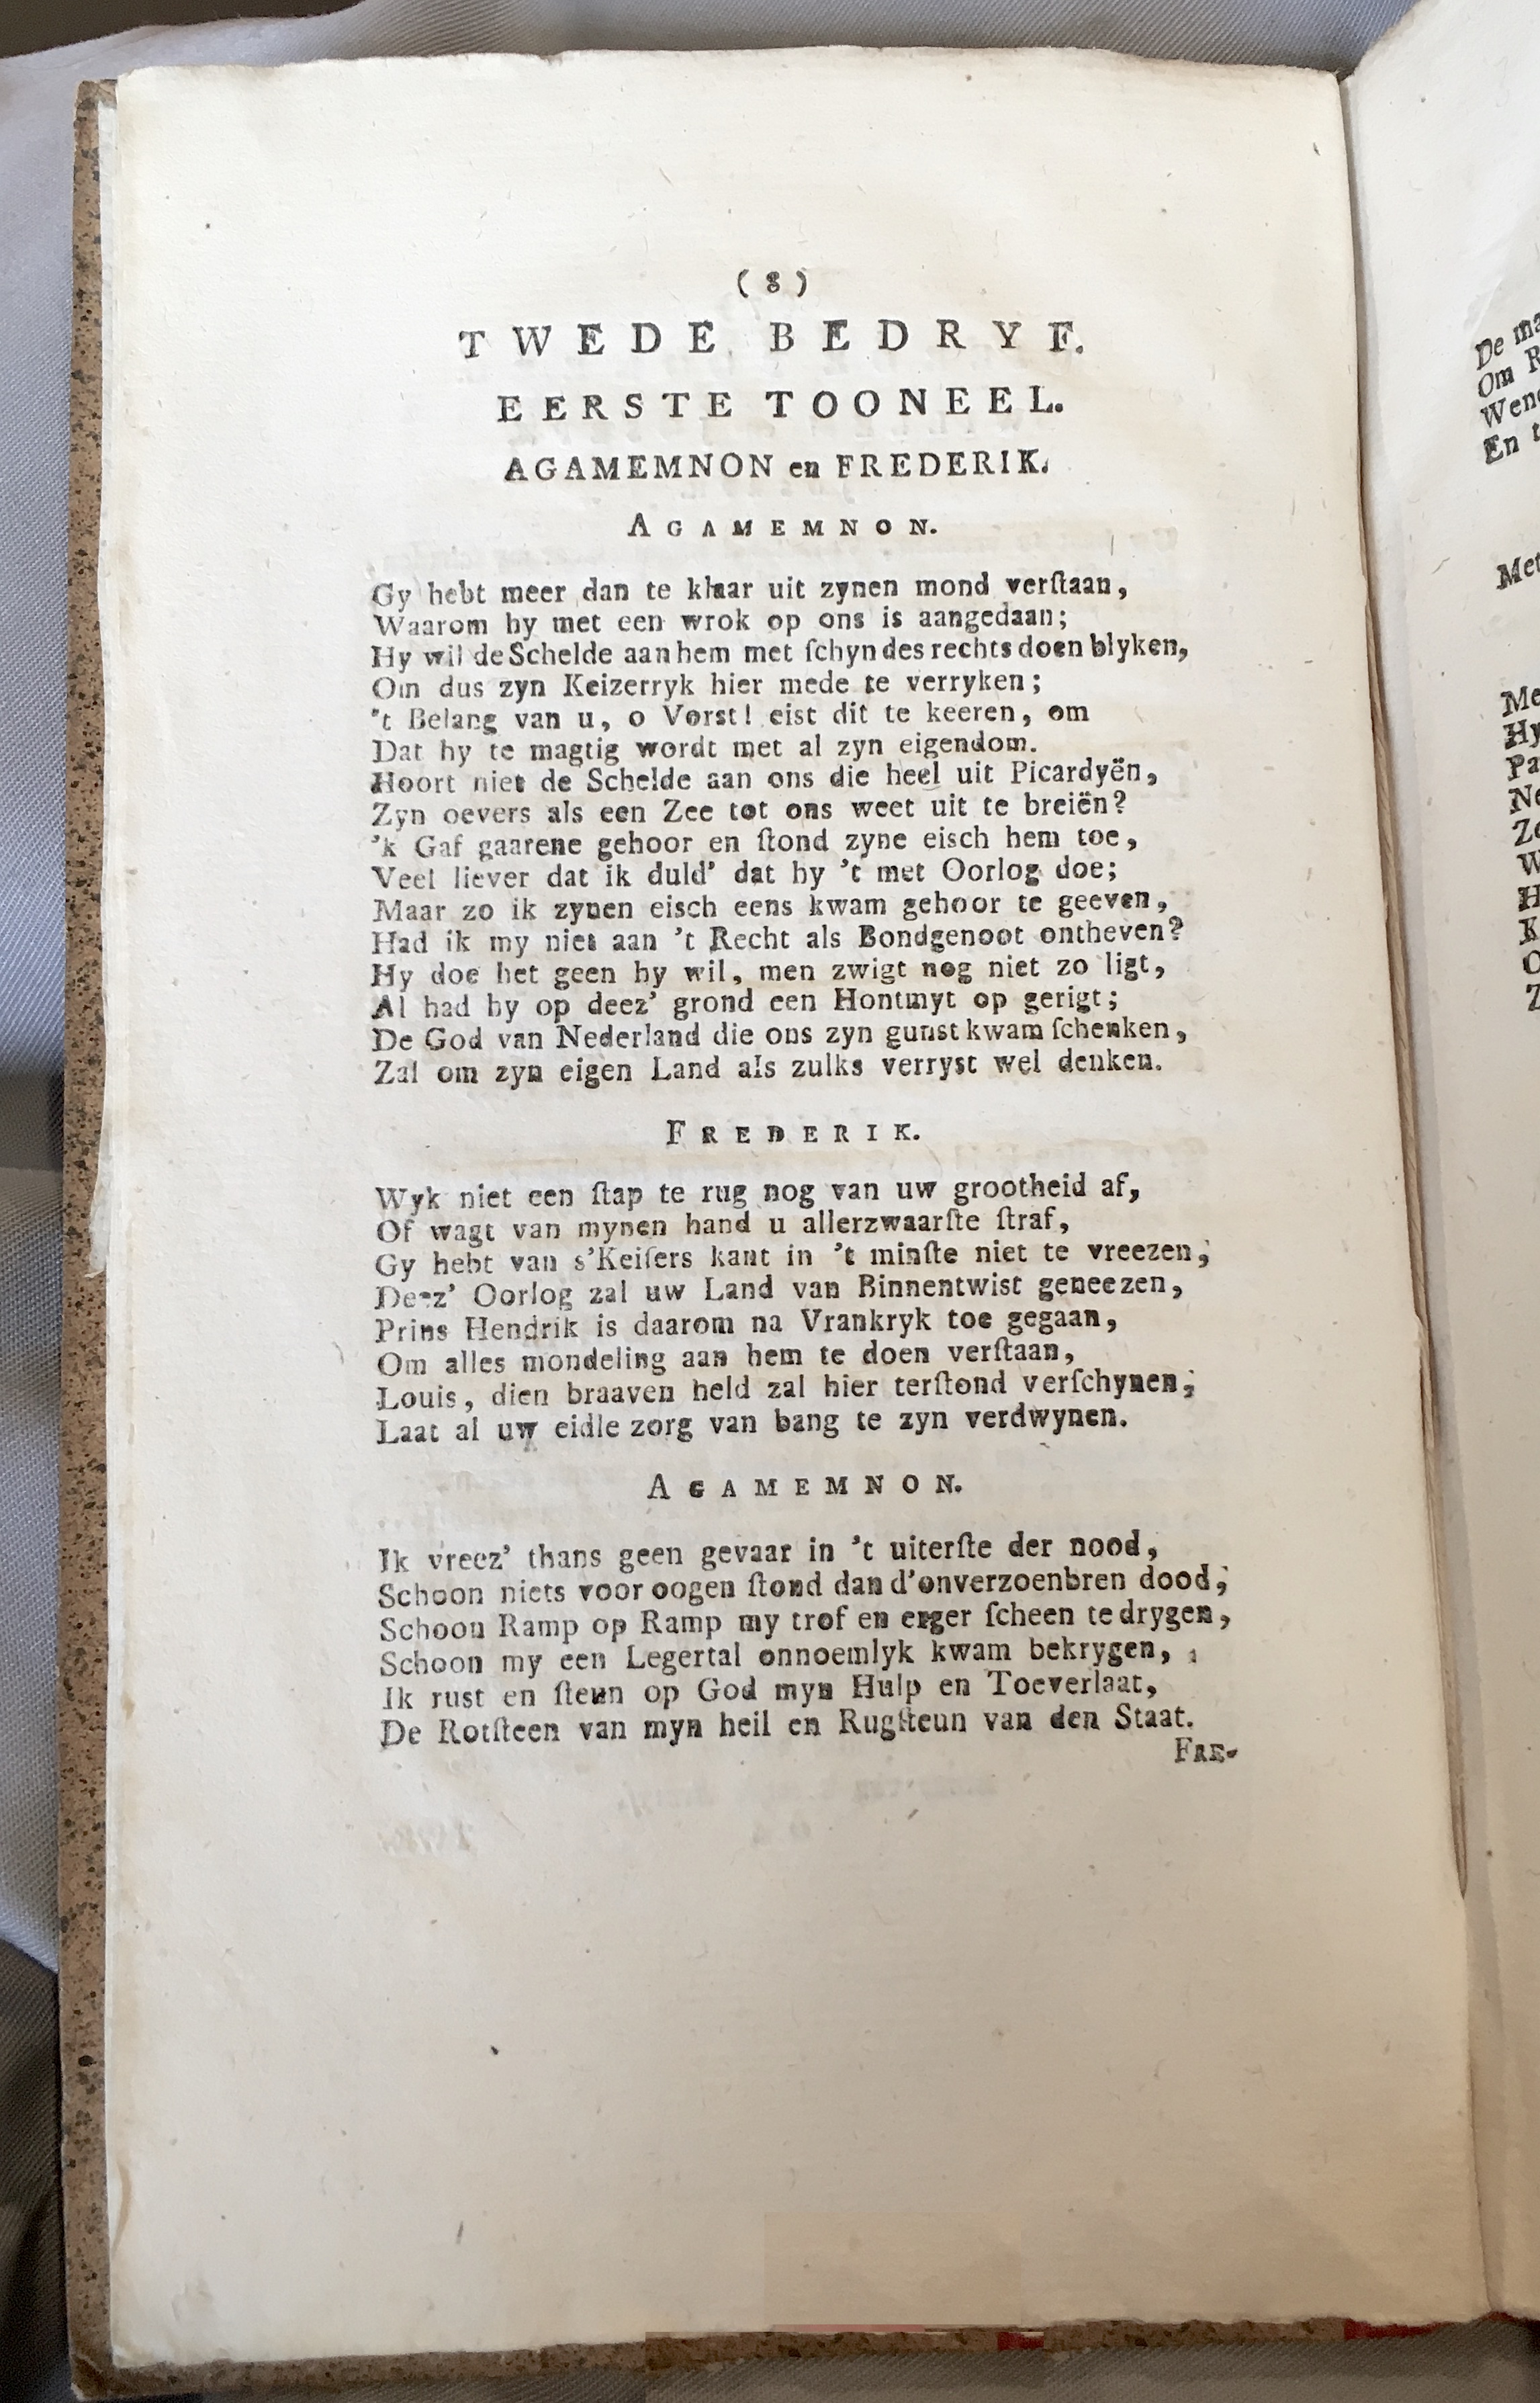 ( 8 )
TWEDE BEDRYF.
EERSTE TOONEEL.
AGAMEMNON en FREDERIK.
AGAMEMNON.
Gy hebt meer dan te klaar uit zynen mond verſtaan,
Waarom hy met een wrok op ons is aangedaan;
Hy wil de Schelde aan hem met ſchyn des rechts doen blyken,
Om dus zyn Keizerryk hier mede te verryken;
't Belang van u, o Vorst! eist dit te keeren, om
Dat hy te magtig wordt met al zyn eigendom.
Hoort niet de Schelde aan ons die heel uit Picardyën,
Zyn oevers als een Zee tot ons weet uit te breiën?
'k Gaf gaarene gehoor en ſtond zyne eisch hem toe,
Veel liever dat ik duld' dat hy 't met Oorlog doe;
Maar zo ik zynen eisch eens kwam gehoor te geeven,
Had ik my niet aan 't Recht als Bondgenoot ontheven?
Hy doe het geen hy wil, men zwigt nog niet zo ligt,
Al had hy op deez' grond een Hontmyt op gerigt;
De God van Nederland die ons zyn gunst kwam ſchenken,
Zal om zyn eigen Land als zulks verryst wel denken.
FREDERIK.
Wyk niet een ſtap te rug nog van uw grootheid af,
Of wagt van mynen hand u allerzwaarſte ſtraf,
Gy hebt van s'Keiſers kant in 't minſte niet te vreezen,
Deez' Oorlog zal uw Land van Binnentwist geneezen,
Prins Hendrik is daarom na Vrankryk toe gegaan,
Om alles mondeling aan hem te doen verſtaan,
Louis, dien braaven held zal hier terſtond verſchynen;
Laat al uw eidle zorg van bang te zyn verdwynen.
AGAMEMNON.
Ik vreez' thans geen gevaar in 't uiterſte der nood,
Schoon niets voor oogen ſtond dan d'onverzoenbren dood;
Schoon Ramp op Ramp my trof en erger ſcheen te drygen,
Schoon my een Legertal onnoemlyk kwam bekrygen,
Ik rust en ſteun op God myn Hulp en Toeverlaat,
De Rotſteen van myn heil en Rugſteun van den Staat.
FRE-
De
Om
En
Met